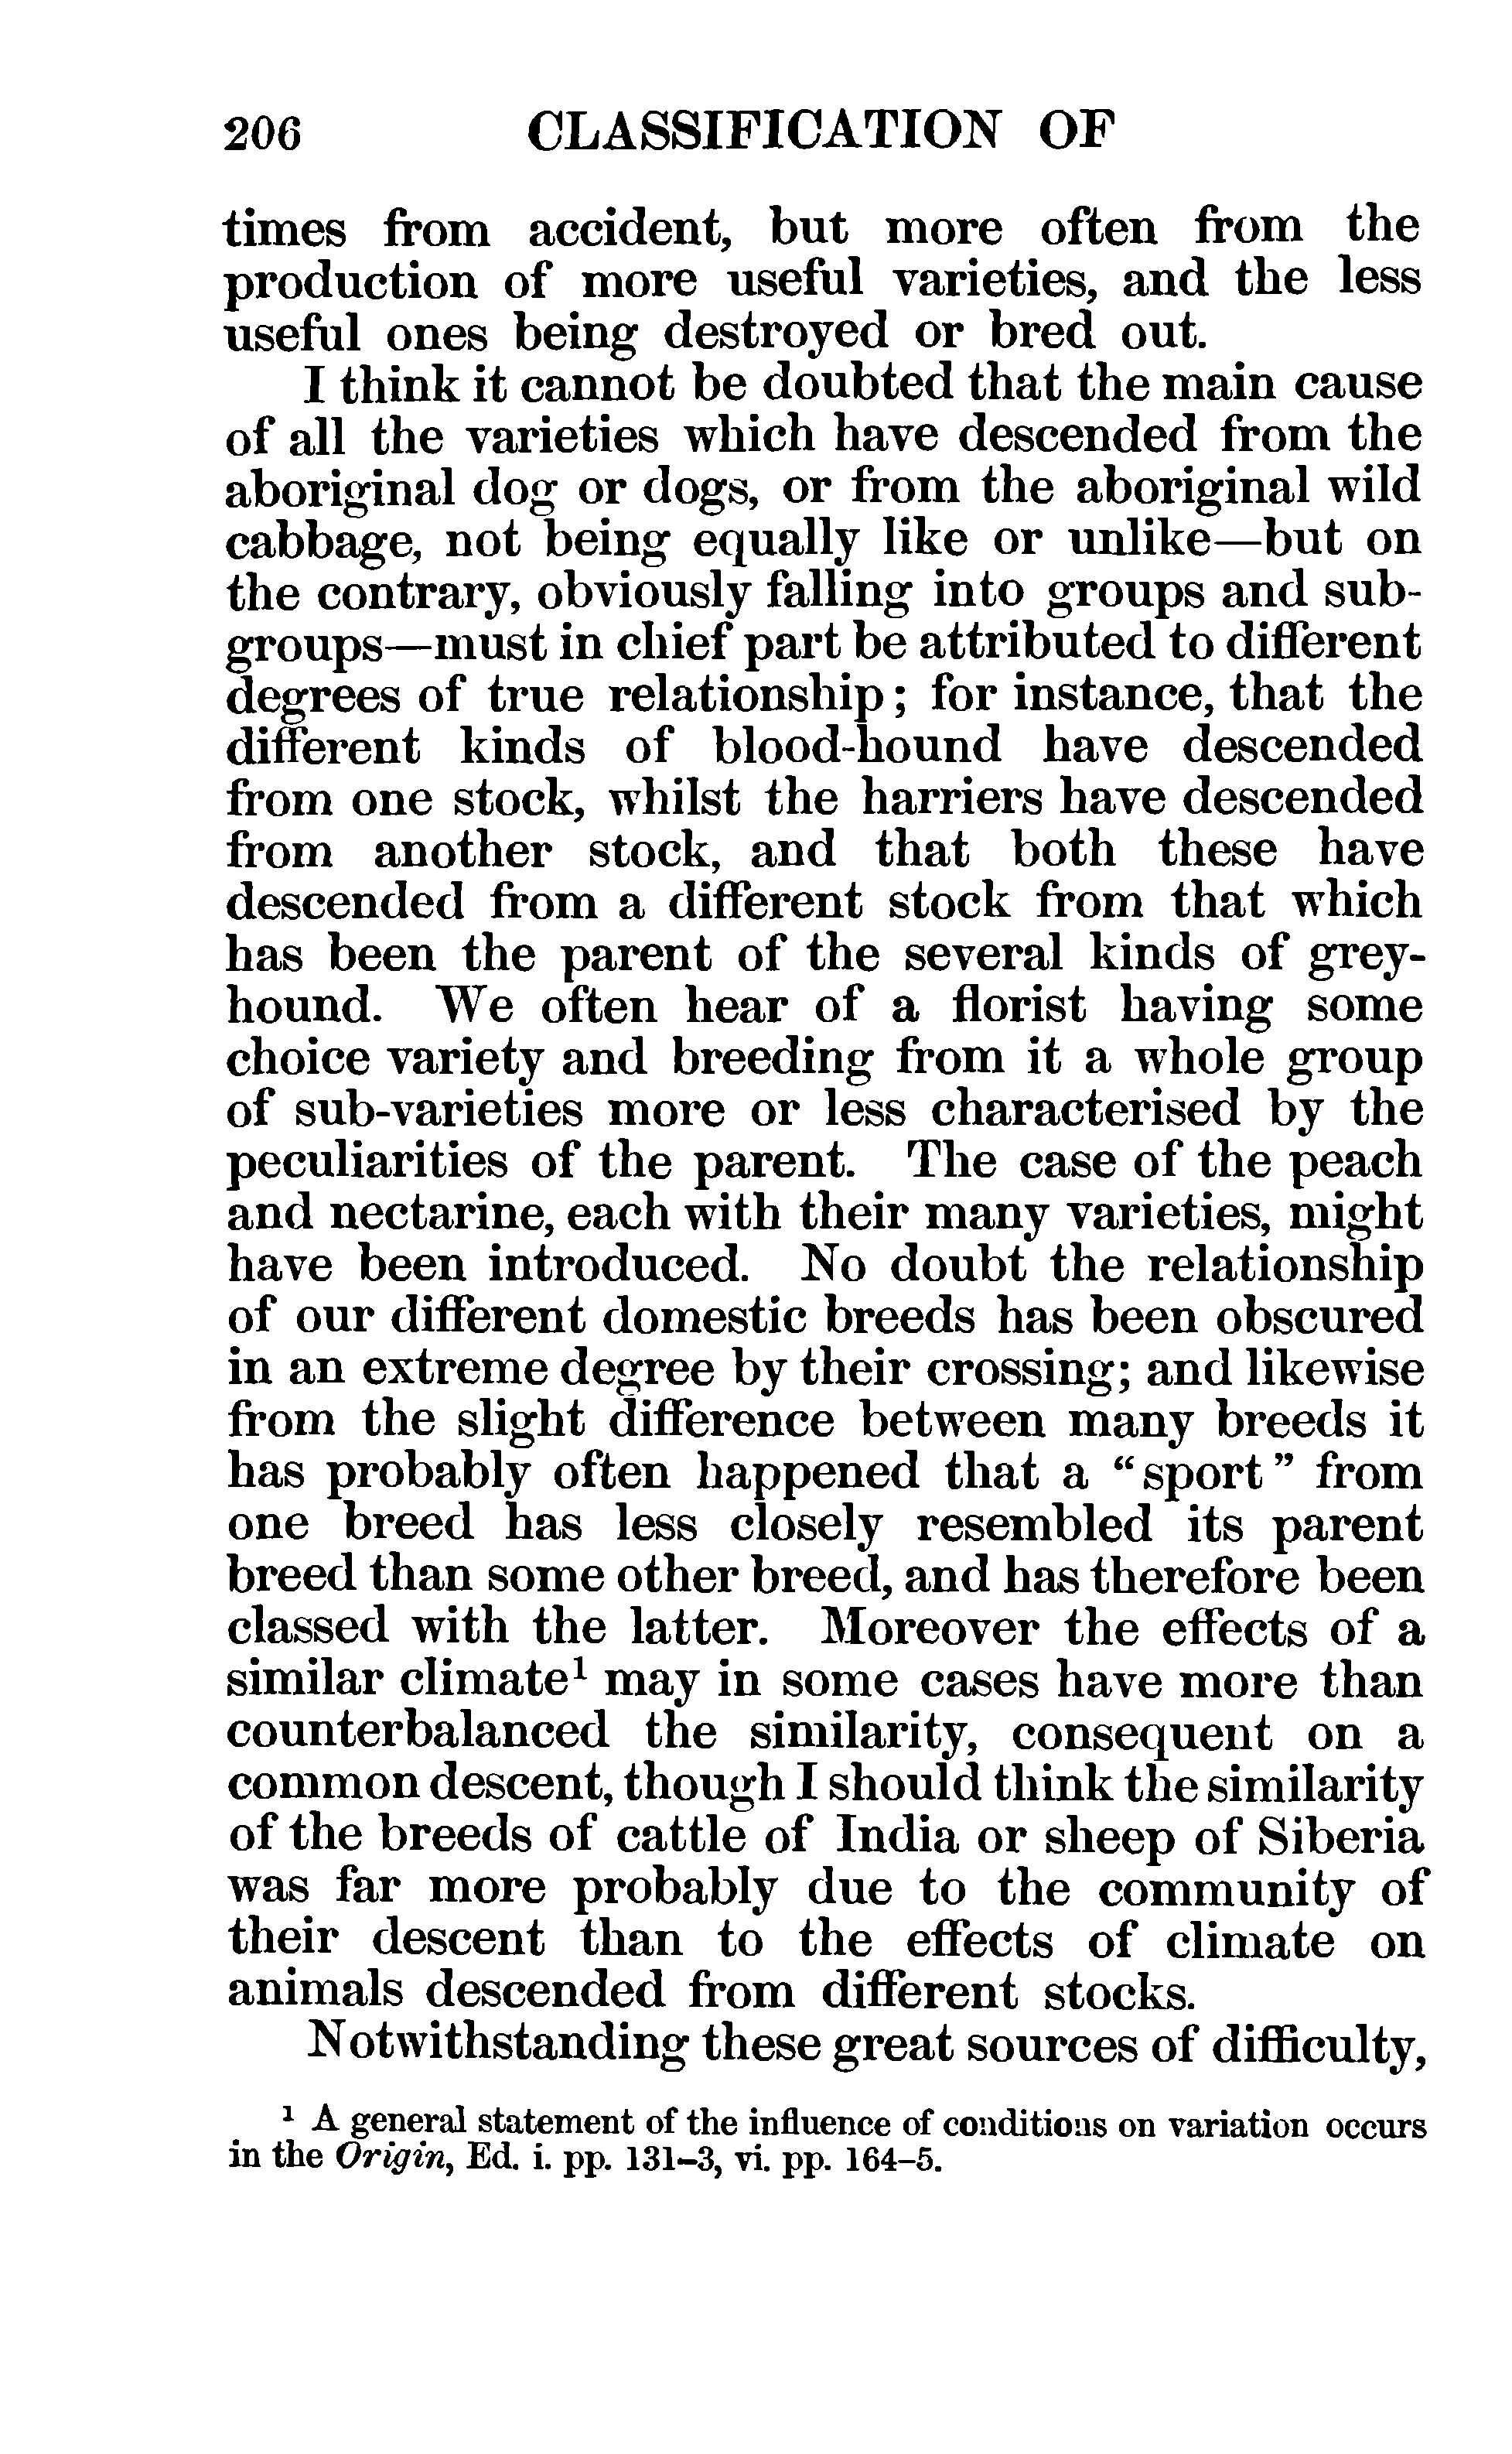 206 CLASSIFICATION OF
times from accident, but more often from the
production of more useful varieties, and the less
useful ones being destroyed or bred out.
I think it cannot be doubted that the main cause
of all the varieties which have descended from the
aboriginal dog or dogs, or from the aboriginal wild
cabbage, not being equally like or unlike—but on
the contrary, obviously falling into groups and sub-
groups—must in chief part be attributed to different
degrees of true relationship; for instance, that the
different kinds of blood-hound have descended
from one stock, whilst the harriers have descended
from another stock, and that both these have
descended from a different stock from that which
has been the parent of the several kinds of grey-
hound. We often hear of a florist having some
choice variety and breeding from it a whole group
of sub-varieties more or less characterised by the
peculiarities of the parent. The case of the peach
and nectarine, each with their many varieties, might
have been introduced. No doubt the relationship
of our different domestic breeds has been obscured
in an extreme degree by their crossing; and likewise
from the slight difference between many breeds it
has probably often happened that a “sport” from
one breed has less closely resembled its parent
breed than some other breed, and has therefore been
classed with the latter. Moreover the effects of a
similar climate¹ may in some cases have more than
counterbalanced the similarity, consequent on a
common descent, though I should think the similarity
of the breeds of cattle of India or sheep of Siberia
was far more probably due to the community of
their descent than to the effects of climate on
animals descended from different stocks.
Notwithstanding these great sources of difficulty,
¹ A general statement of the influence of conditions on variation occurs
in the Origin, Ed. i. pp. 131–3, vi. pp. 164–5.